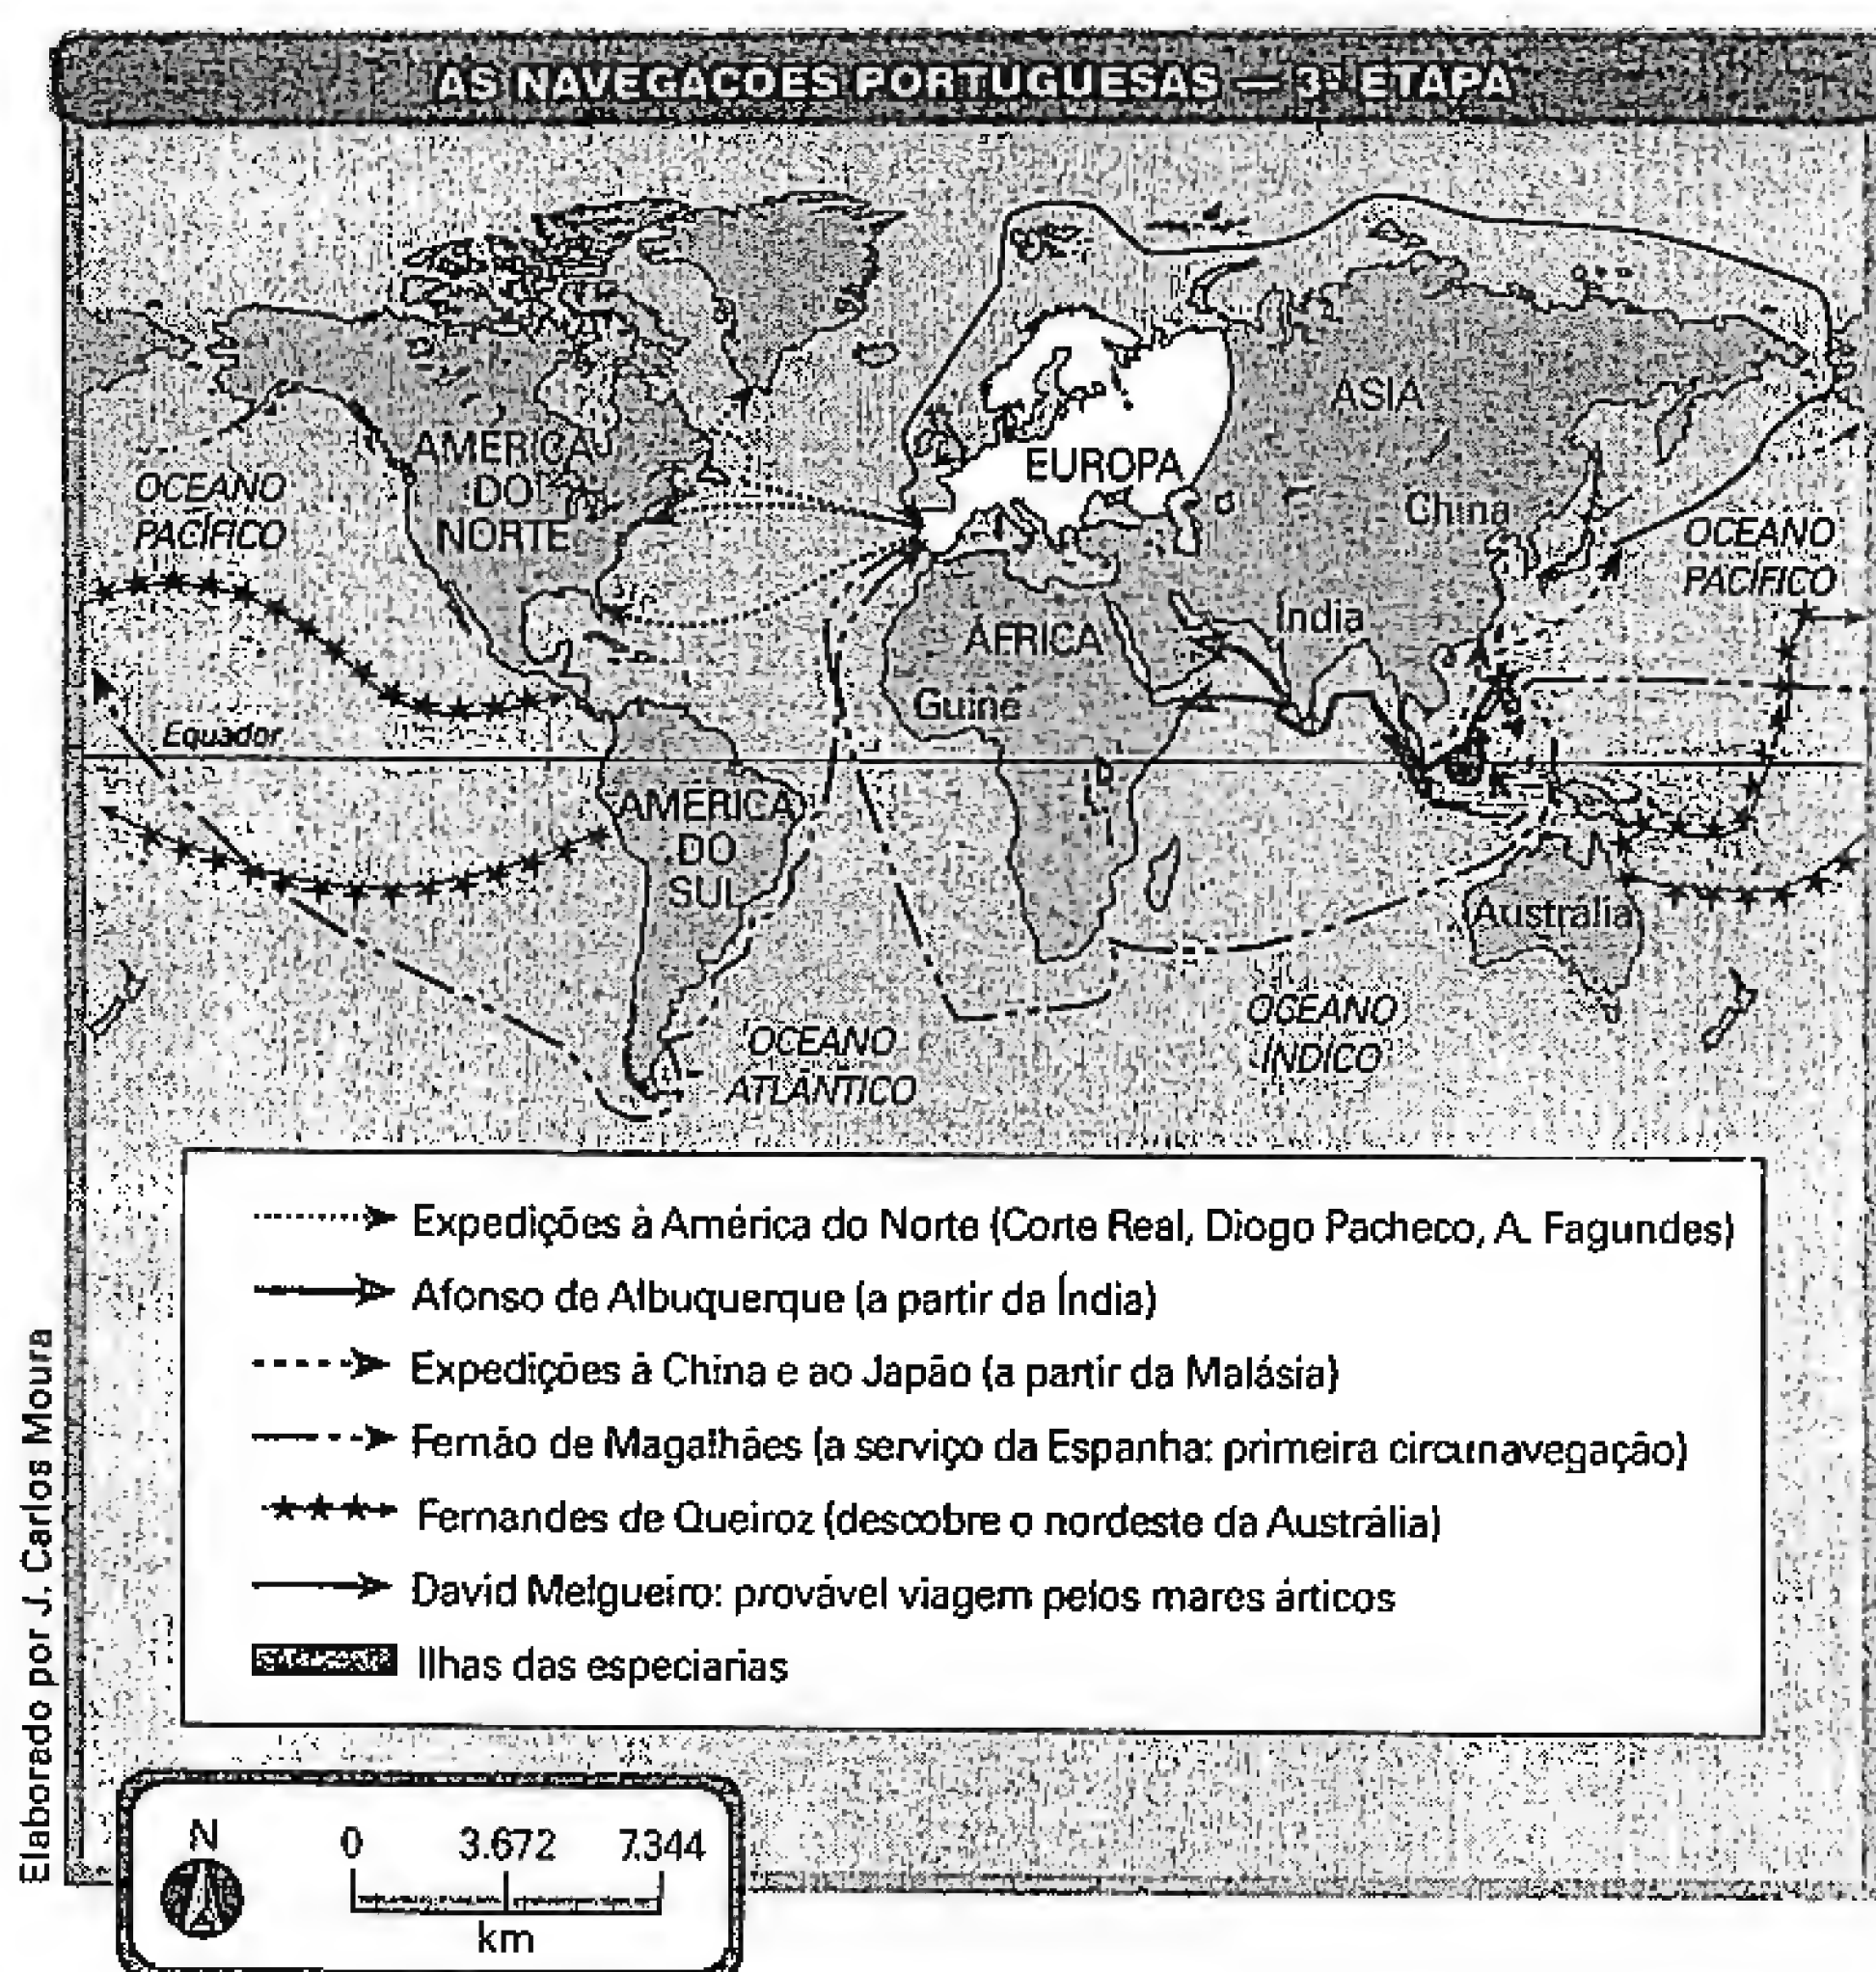 AS NAVEGAÇÕES PORTUGUESAS — 3ª ETAPA
ÁSIA
AMÉRICA
DO
NORTE
EUROPA
OCEANO
PACÍFICO
China
OCEANO
PACÍFICO
Índia
ÁFRICA
Guiné
Equador
AMÉRICA
DO
SUL
Austrália
OCEANO
ATLÂNTICO
OCEANO
ÍNDICO
Expedições à América do Norte (Corte Real, Diogo Pacheco, A. Fagundes)
Afonso de Albuquerque (a partir da Índia)
Expedições à China e ao Japão (a partir da Malásia)
Fernão de Magalhães (a serviço da Espanha: primeira circunavegação)
Fernandes de Queiroz (descobre o nordeste da Austrália)
David Melgueiro: provável viagem pelos mares árticos
Ilhas das especiarias
Elaborado por J. Carlos Moura
N
0 3.672 7.344
km